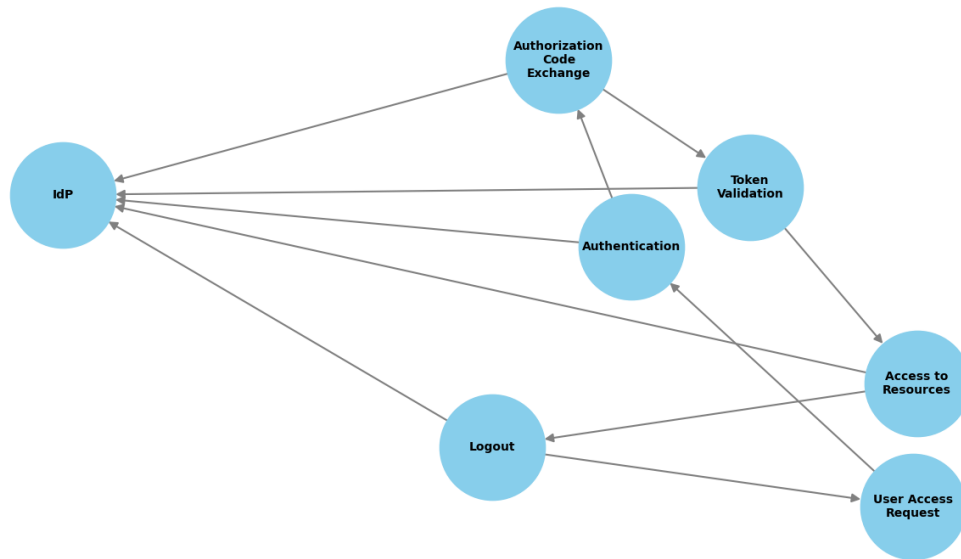 Authorization
Code
Exchange
IdP
Token
Validation
Authentication
Access to
Resources
Logout
User Access
Request